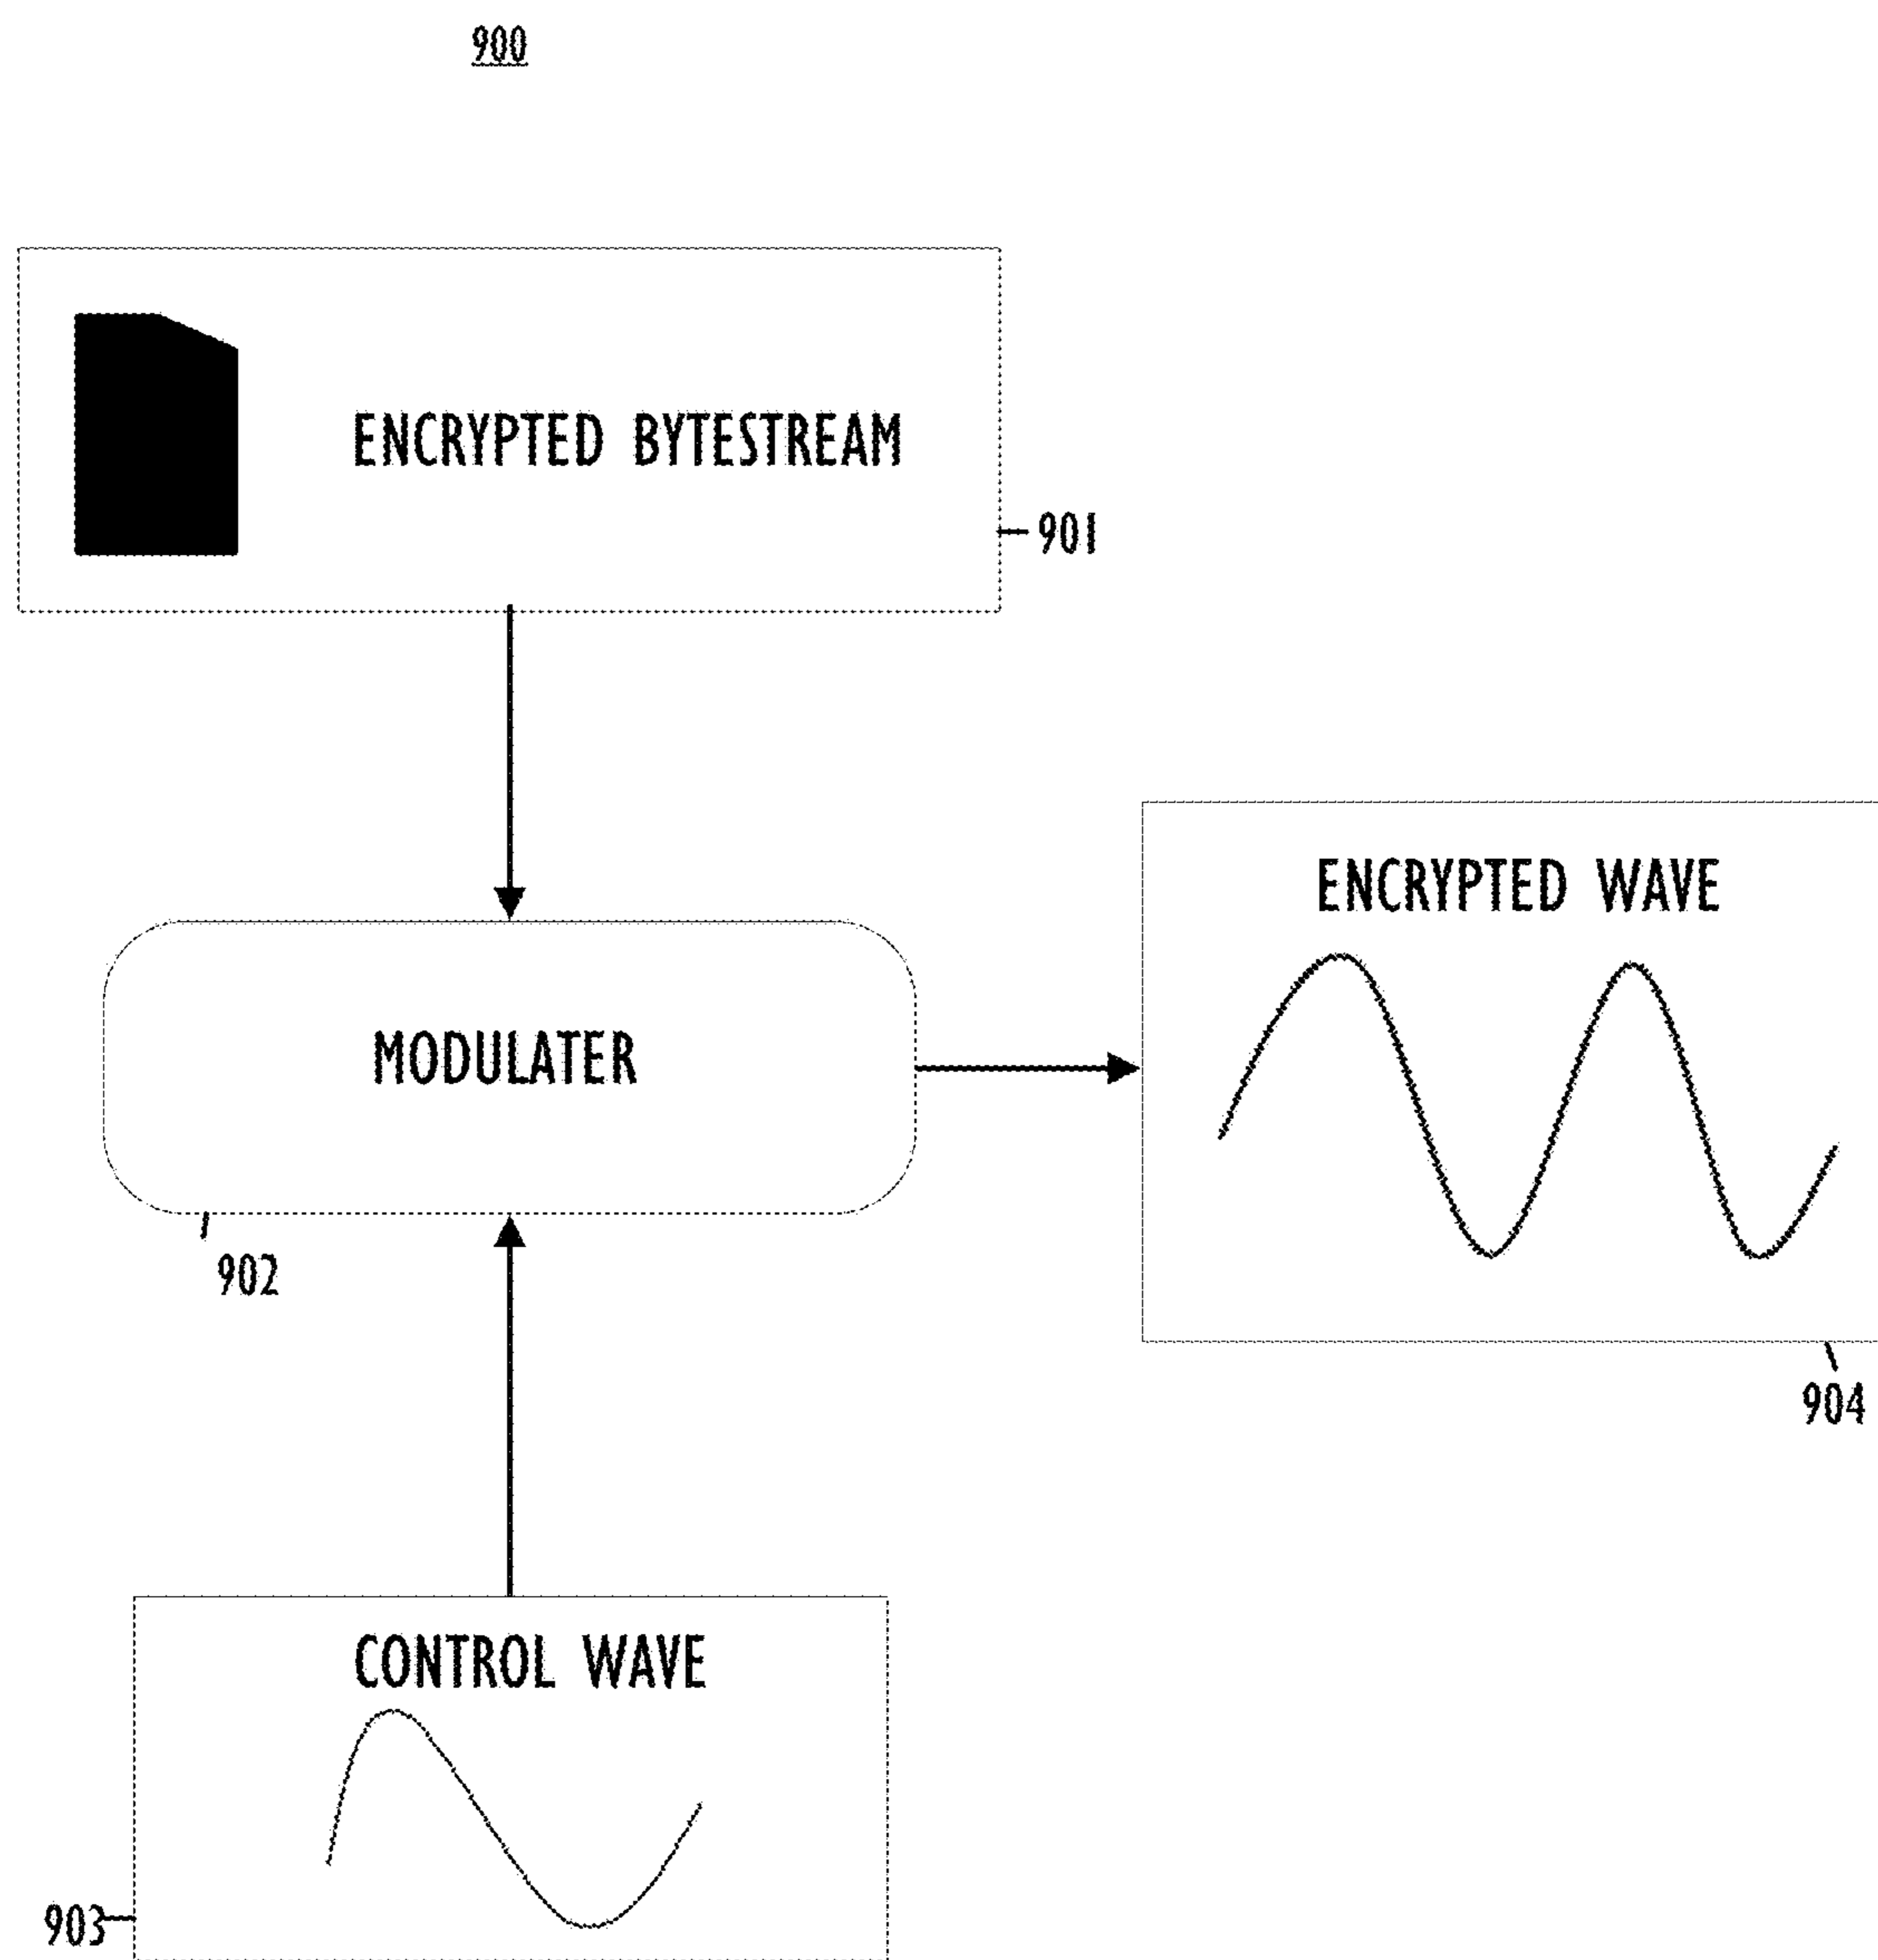 900
ENCRYPTED BYTESTREAM
901
ENCRYPTED WAVE
MODULATER
902
904
CONTROL WAVE
903